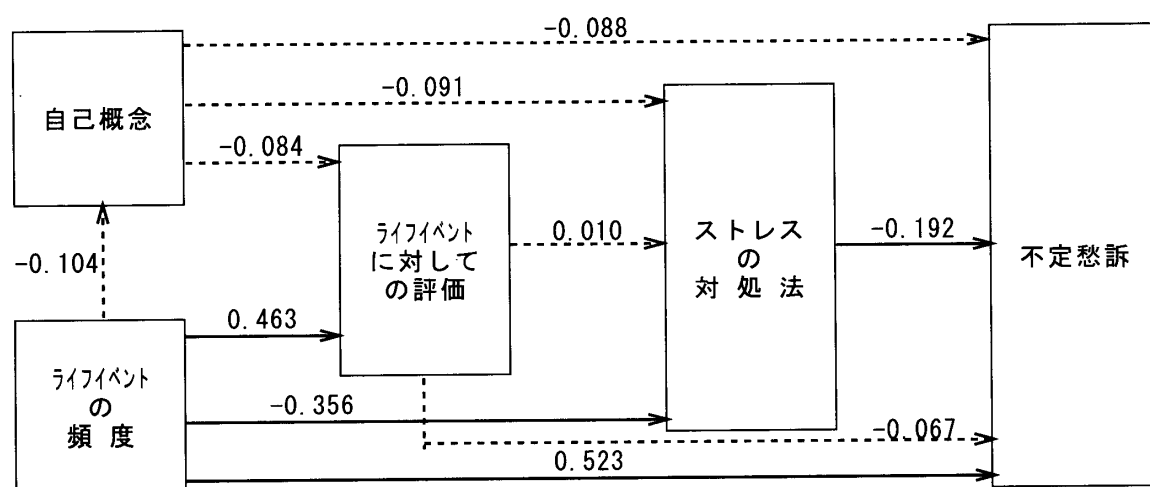 -0.088
-0.091
自己概念
-0.084
ライフイベント
に対して
の評価
0.010
ストレス
の
対処法
-0.192
不定愁訴
-0.104
0.463
ライフイベント
の
頻度
-0.356
-0.067
0.523